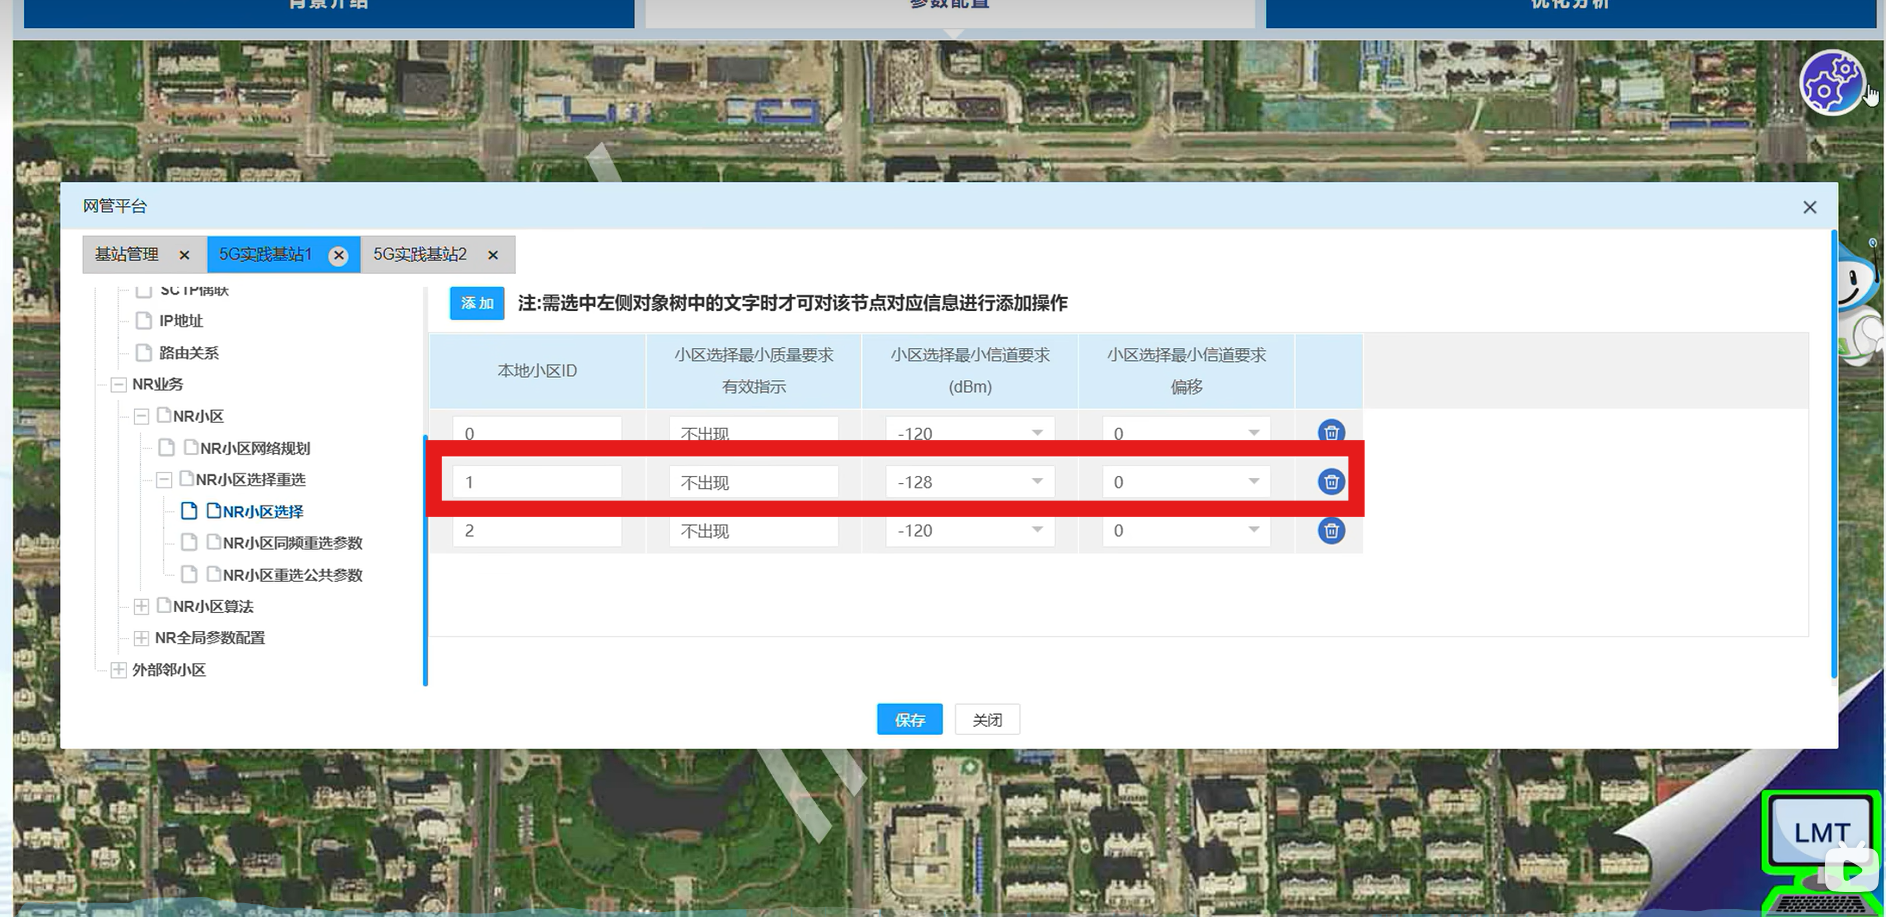 背景介绍
参数配置
优化分析
网管平台
基站管理 5G实践基站1 5G实践基站2
SCTP偶联
IP地址
路由关系
NR业务
NR小区
NR小区网络规划
NR小区选择重选
NR小区选择
NR小区同频重选参数
NR小区重选公共参数
NR小区算法
NR全局参数配置
外部邻小区
添加 注:需选中左侧对象树中的文字时才可对该节点对应信息进行添加操作
本地小区ID
小区选择最小质量要求
有效指示
小区选择最小信道要求
(dBm)
小区选择最小信道要求
偏移
0 不出现 -120 0
1 不出现 -128 0
2 不出现 -120 0
保存 关闭
LMT